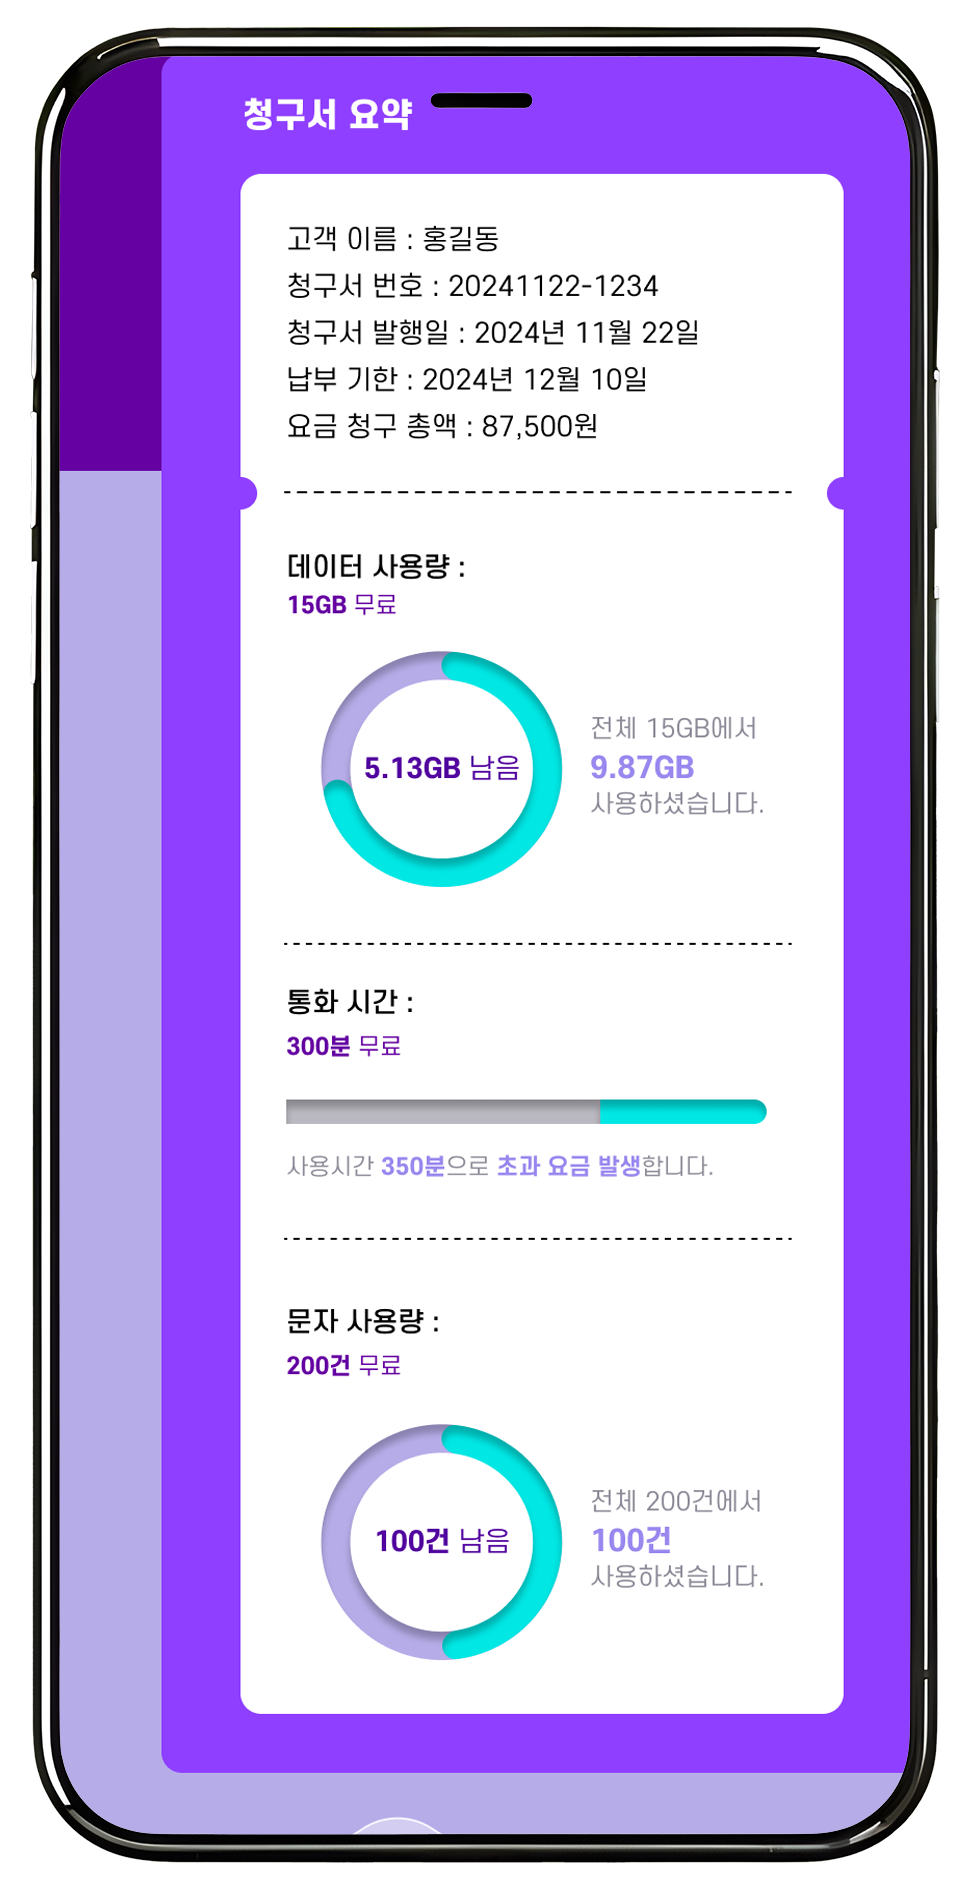 청구서 요약
고객 이름 : 홍길동
청구서 번호 : 20241122-1234
청구서 발행일 : 2024년 11월 22일
납부 기한 : 2024년 12월 10일
요금 청구 총액 : 87,500원
데이터 사용량 :
15GB 무료
5.13GB 남음
전체 15GB에서
9.87GB
사용하셨습니다.
통화 시간 :
300분 무료
사용시간 350분으로 초과 요금 발생합니다.
문자 사용량 :
200건 무료
100건 남음
전체 200건에서
100건
사용하셨습니다.